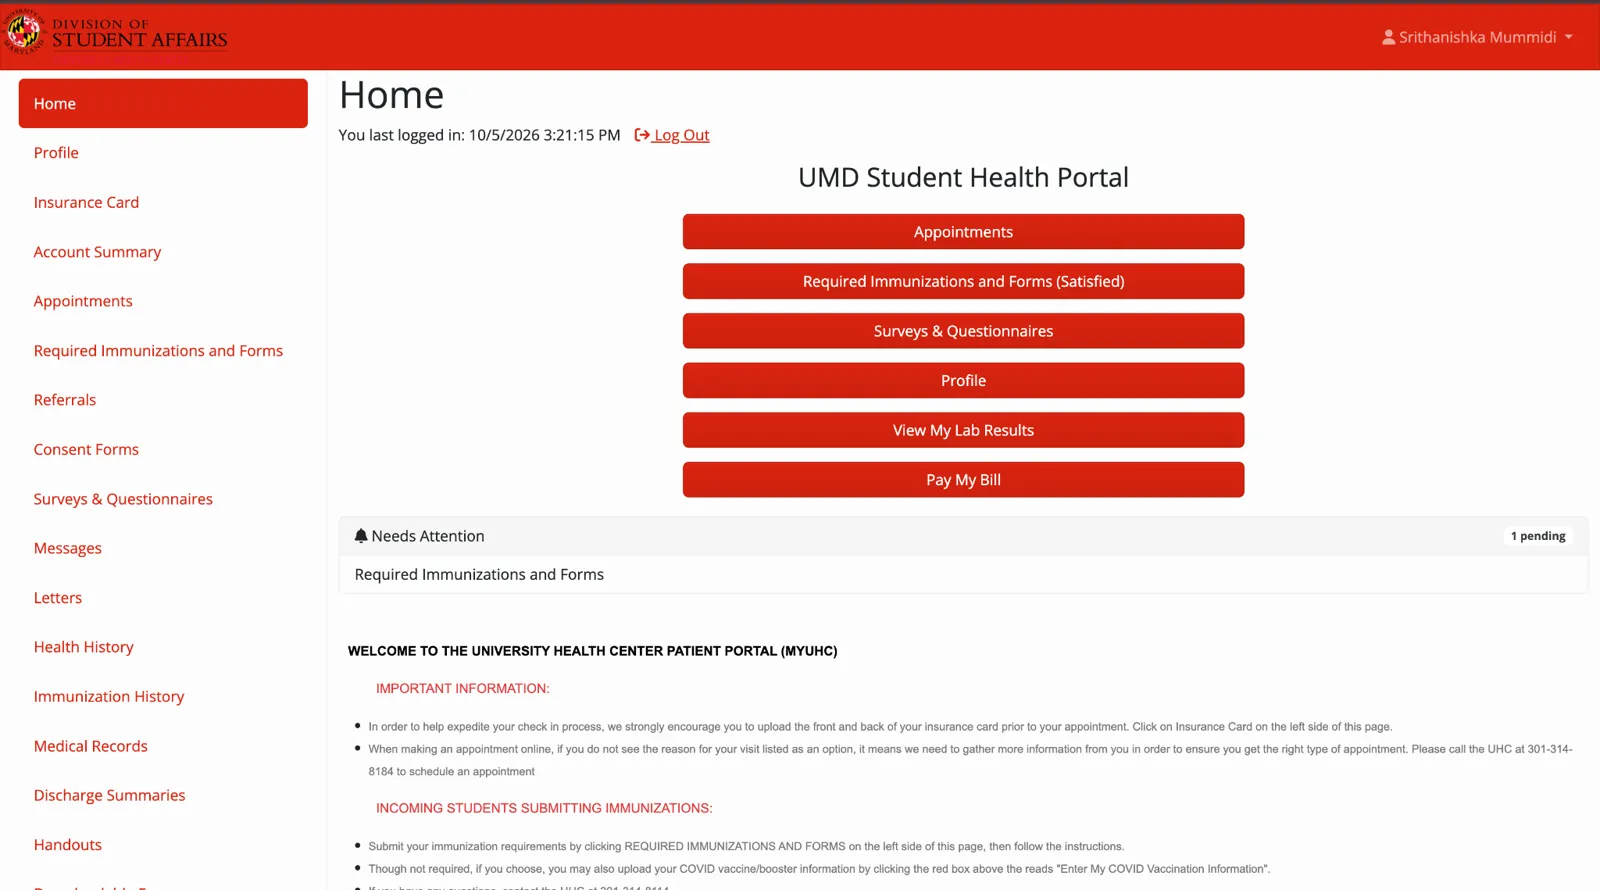 DIVISION OF
STUDENT AFFAIRS
Srithanishka Mummidi
Home
Profile
Insurance Card
Account Summary
Appointments
Required Immunizations and Forms
Referrals
Consent Forms
Surveys & Questionnaires
Messages
Letters
Health History
Immunization History
Medical Records
Discharge Summaries
Handouts
Home
You last logged in: 10/5/2026 3:21:15 PM Log Out
UMD Student Health Portal
Appointments
Required Immunizations and Forms (Satisfied)
Surveys & Questionnaires
Profile
View My Lab Results
Pay My Bill
Needs Attention 1 pending
Required Immunizations and Forms
WELCOME TO THE UNIVERSITY HEALTH CENTER PATIENT PORTAL (MYUHC)
IMPORTANT INFORMATION:
In order to help expedite your check in process, we strongly encourage you to upload the front and back of your insurance card prior to your appointment. Click on Insurance Card on the left side of this page.
When making an appointment online, if you do not see the reason for your visit listed as an option, it means we need to gather more information from you in order to ensure you get the right type of appointment. Please call the UHC at 301-314-
8184 to schedule an appointment
INCOMING STUDENTS SUBMITTING IMMUNIZATIONS:
Submit your immunization requirements by clicking REQUIRED IMMUNIZATIONS AND FORMS on the left side of this page, then follow the instructions.
Though not required, if you choose, you may also upload your COVID vaccine/booster information by clicking the red box above the reads "Enter My COVID Vaccination Information".
If you have any questions, contact the UHC at 301-314-8114